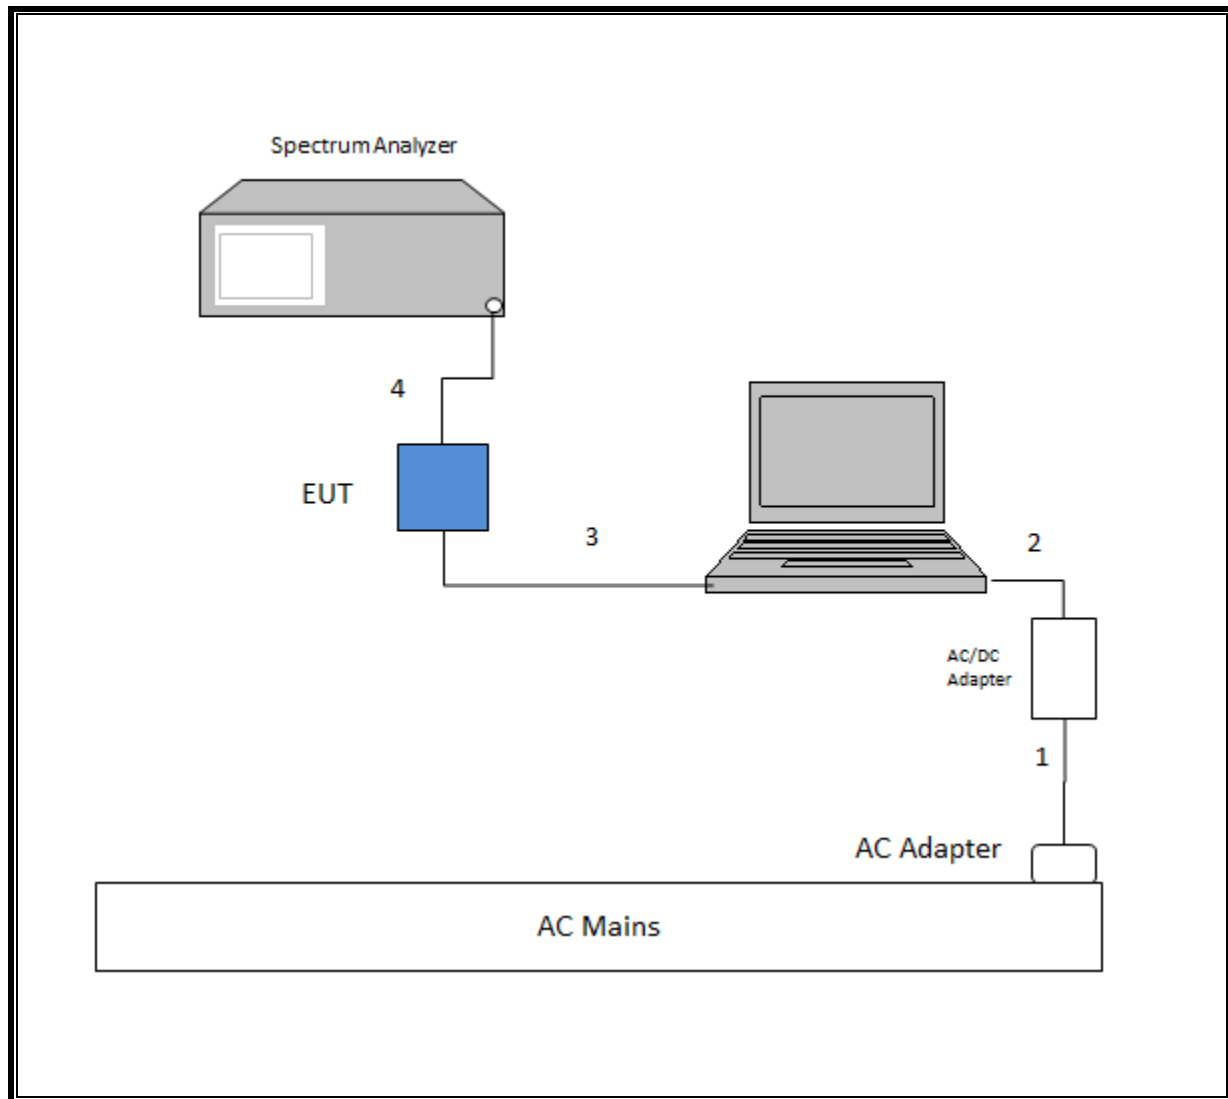 Spectrum Analyzer
4
EUT
3
2
AC/DC
Adapter
1
AC Adapter
AC Mains